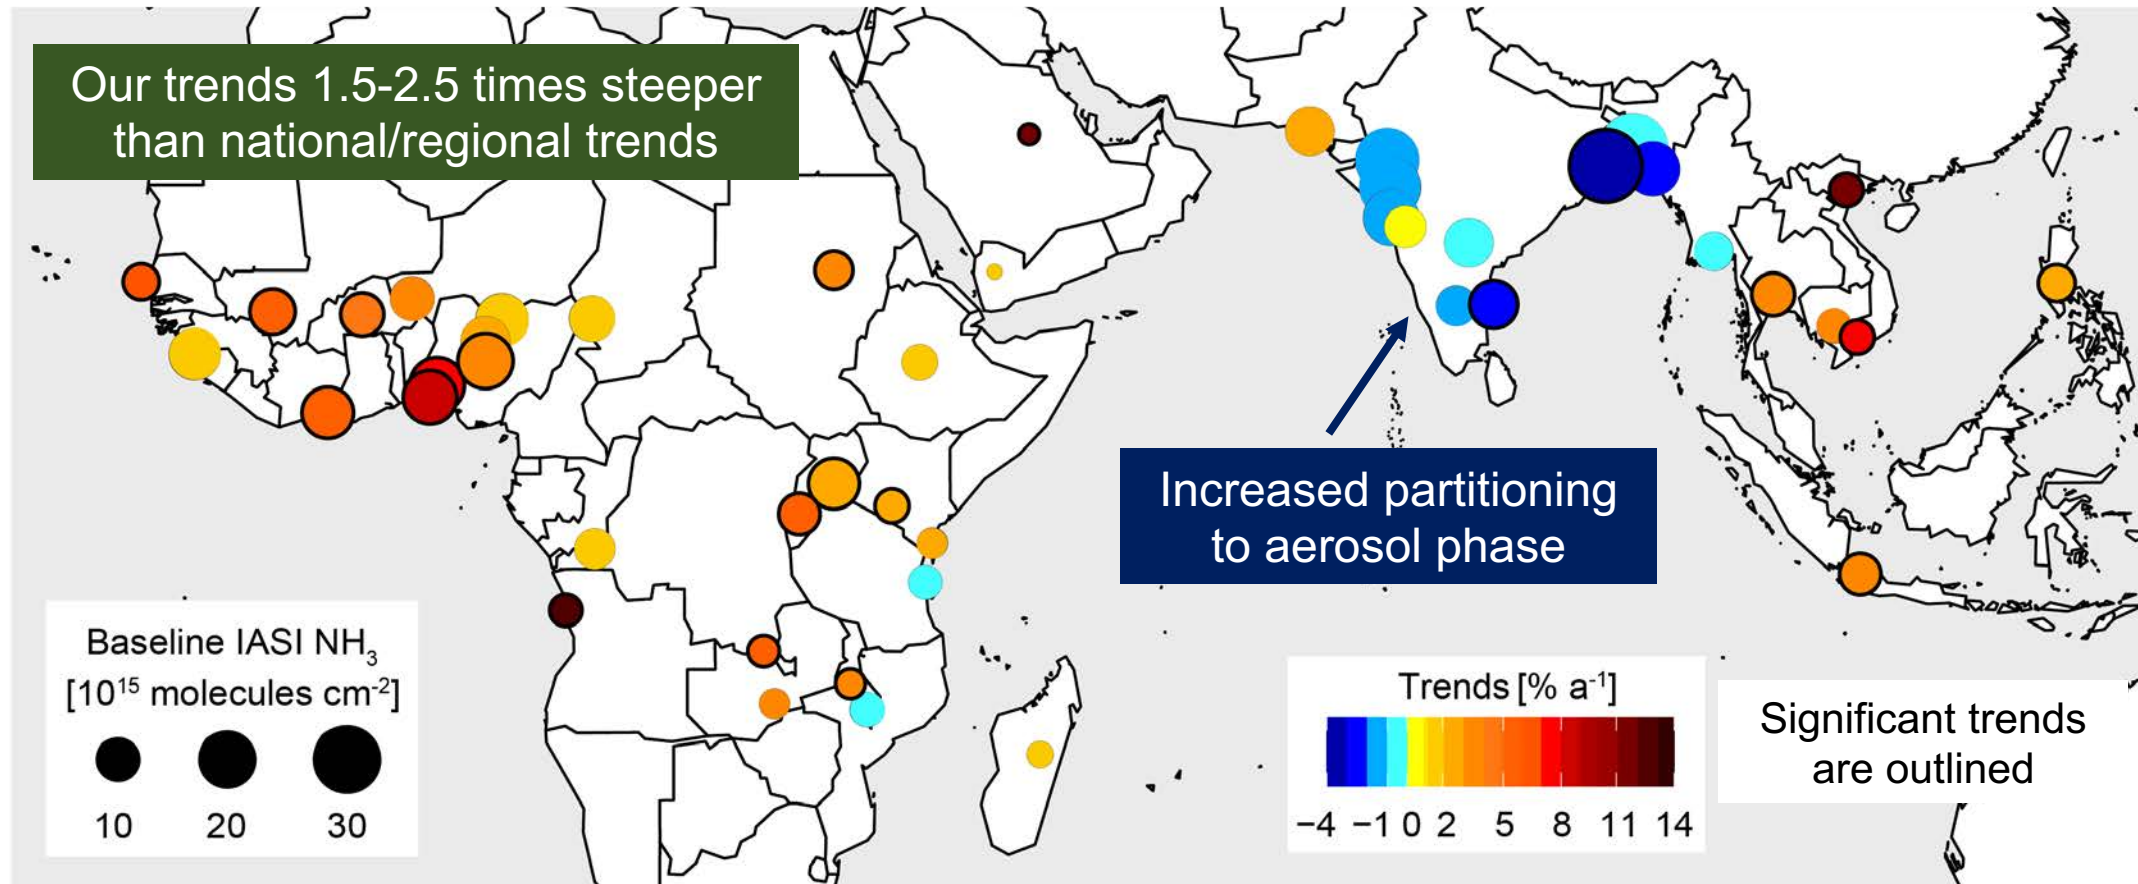 Our trends 1.5-2.5 times steeper
than national/regional trends
Increased partitioning
to aerosol phase
Baseline IASI NH₃
[10¹⁵ molecules cm⁻²]
10 20 30
Trends [% a⁻¹]
−4 −1 0 2 5 8 11 14
Significant trends
are outlined